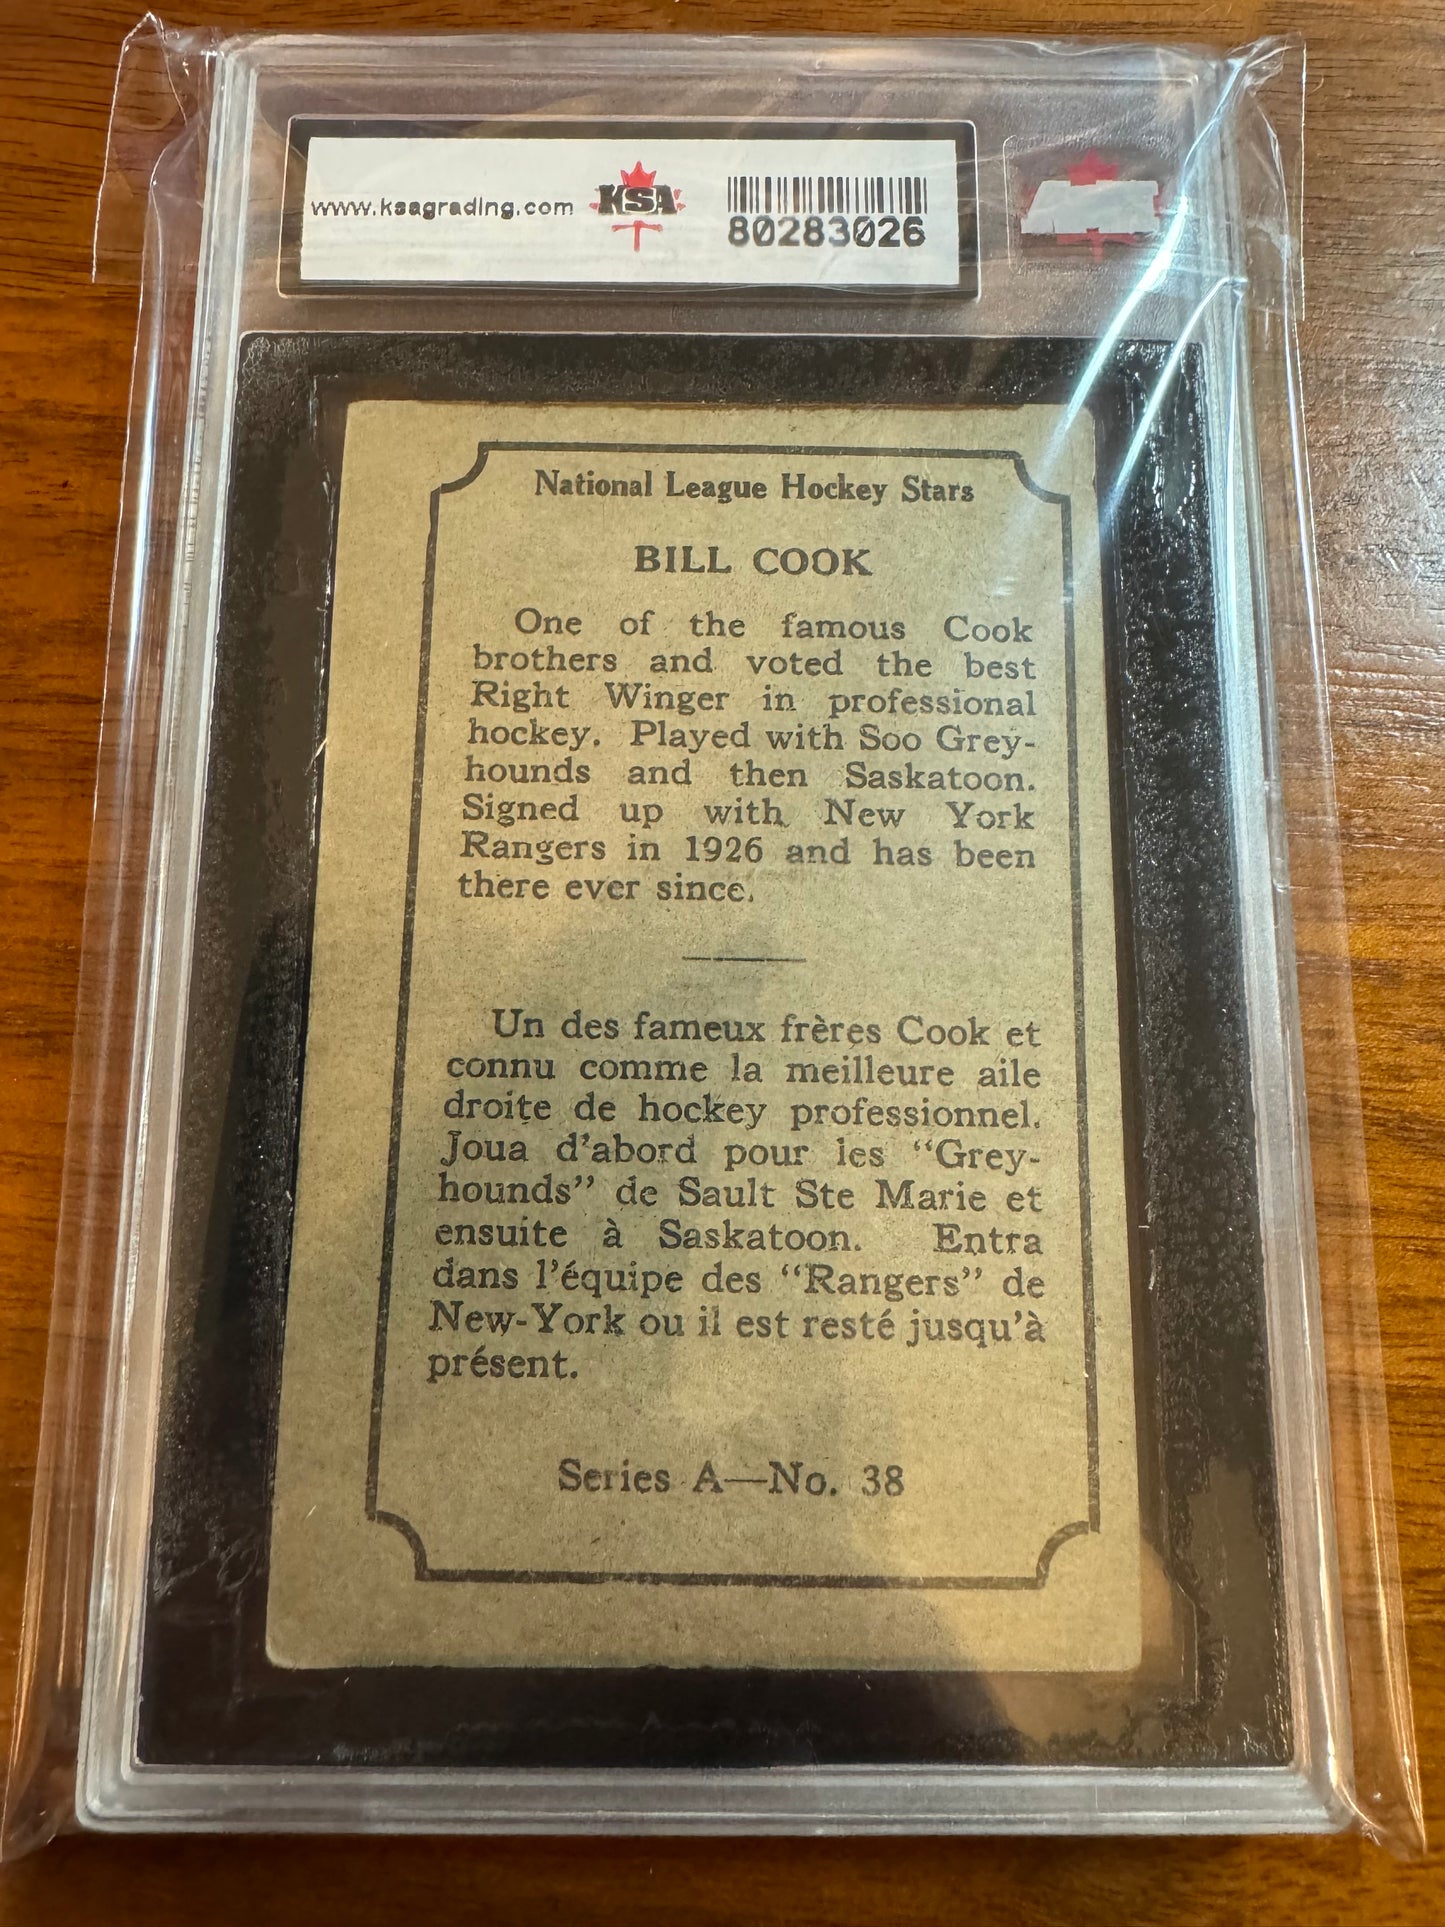 www.ksagrading.com
KSA
80283026
National League Hockey Stars
BILL COOK
One of the famous Cook
brothers and voted the best
Right Winger in professional
hockey. Played with Soo Grey-
hounds and then Saskatoon.
Signed up with New York
Rangers in 1926 and has been
there ever since.
Un des fameux frères Cook et
connu comme la meilleure aile
droite de hockey professionnel.
Joua d'abord pour les "Grey-
hounds" de Sault Ste Marie et
ensuite à Saskatoon. Entra
dans l'équipe des "Rangers" de
New-York ou il est resté jusqu'à
présent.
Series A—No. 38